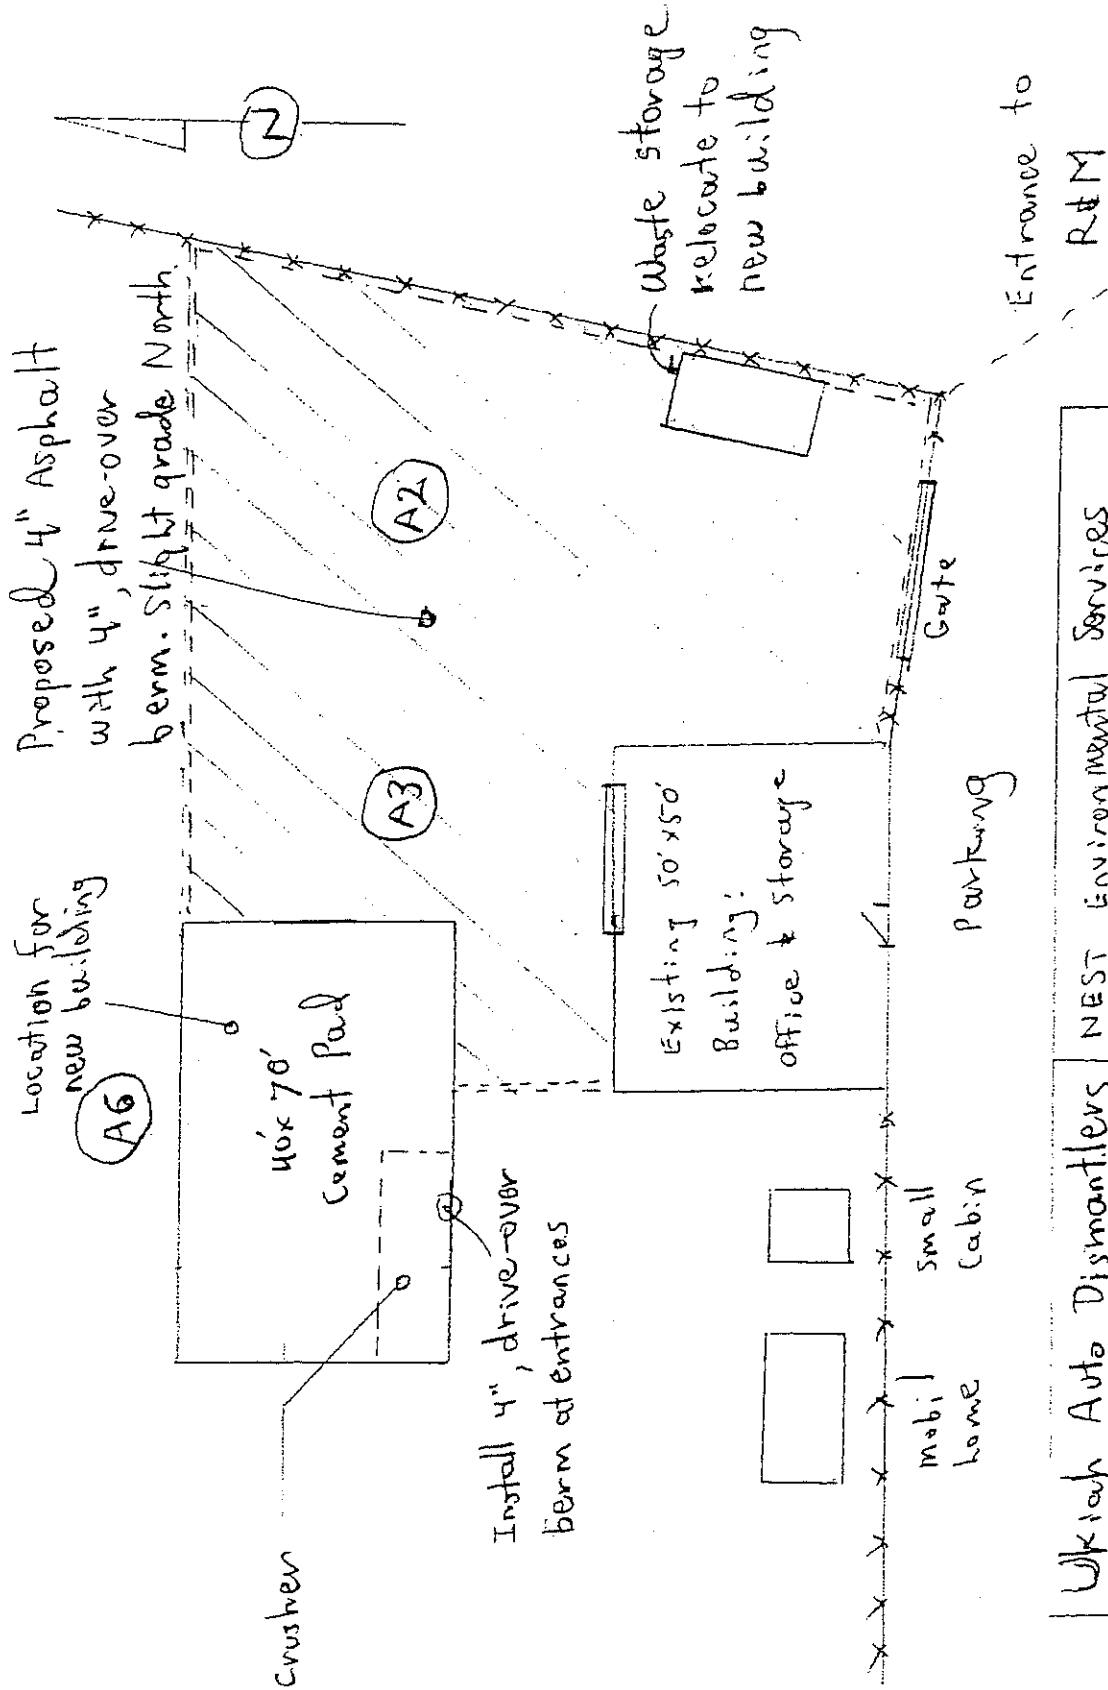 Proposed 4" Asphalt
with 4", drive-over
berm. Slight grade North.
N
Location for
new building
A6
A3
A2
40'x 70'
Cement Pad
Crusher
Install 4", drive-over
berm at entrances
Waste storage
relocate to
new building
Existing 50'x50'
Building:
Office & Storage
Gate
Parking
Small
Cabin
mobil
home
Entrance to
R&M
Ukiah Auto Dismantlers
NEST Environmental Services